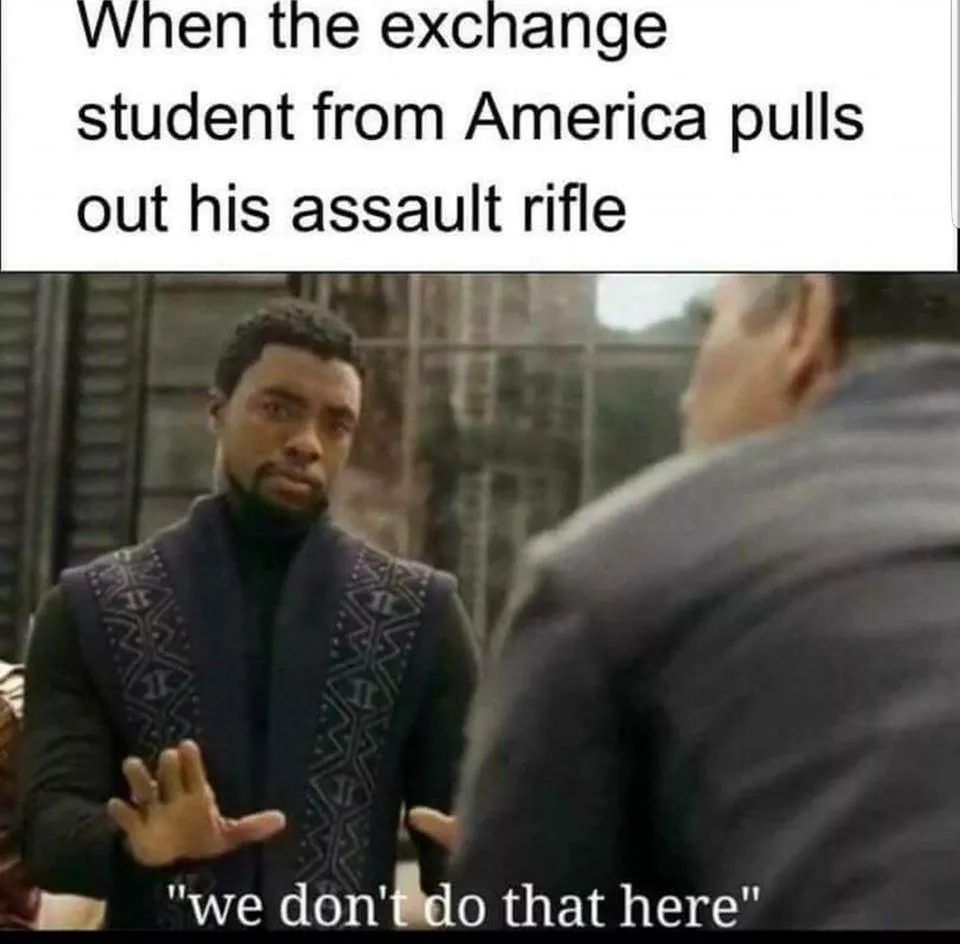 When the exchange
student from America pulls
out his assault rifle
"we don't do that here"